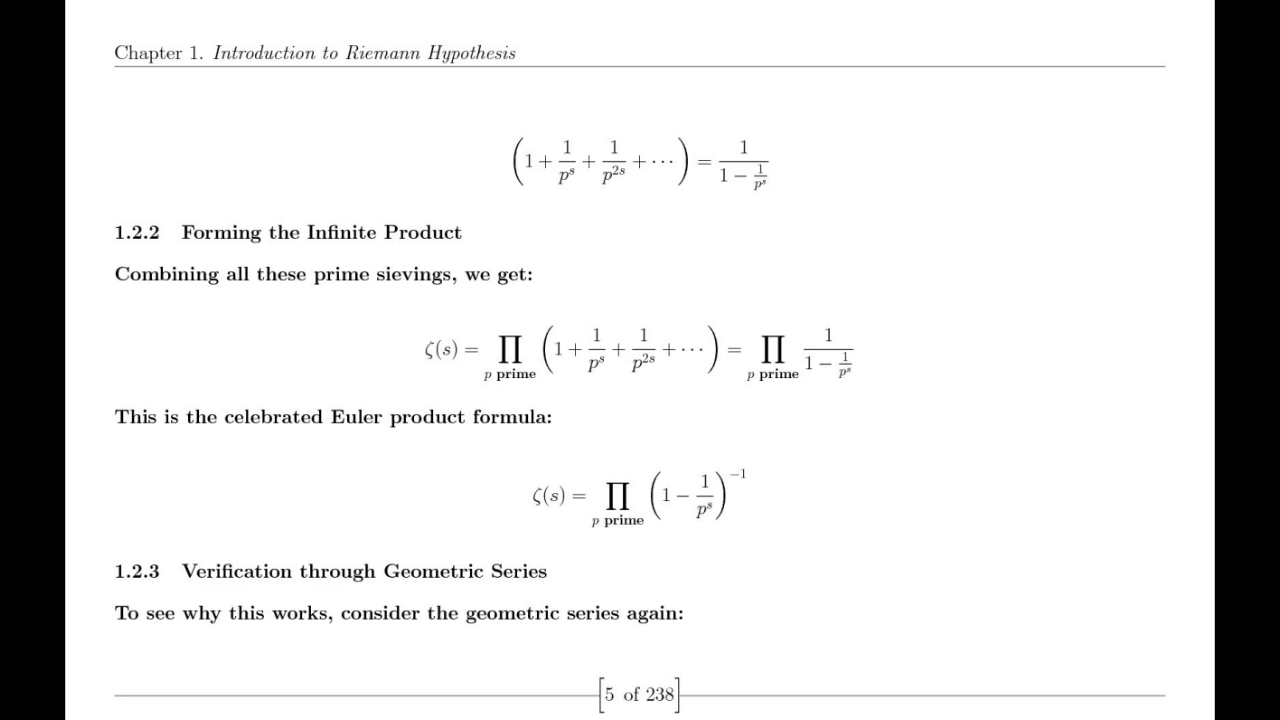 Chapter 1. Introduction to Riemann Hypothesis
(1 + 1/p^s + 1/p^{2s} + ⋯) = 1/(1 − 1/p^s)
1.2.2 Forming the Infinite Product
Combining all these prime sievings, we get:
ζ(s) = ∏_{p prime} (1 + 1/p^s + 1/p^{2s} + ⋯) = ∏_{p prime} 1/(1 − 1/p^s)
This is the celebrated Euler product formula:
ζ(s) = ∏_{p prime} (1 − 1/p^s)^{−1}
1.2.3 Verification through Geometric Series
To see why this works, consider the geometric series again:
[5 of 238]